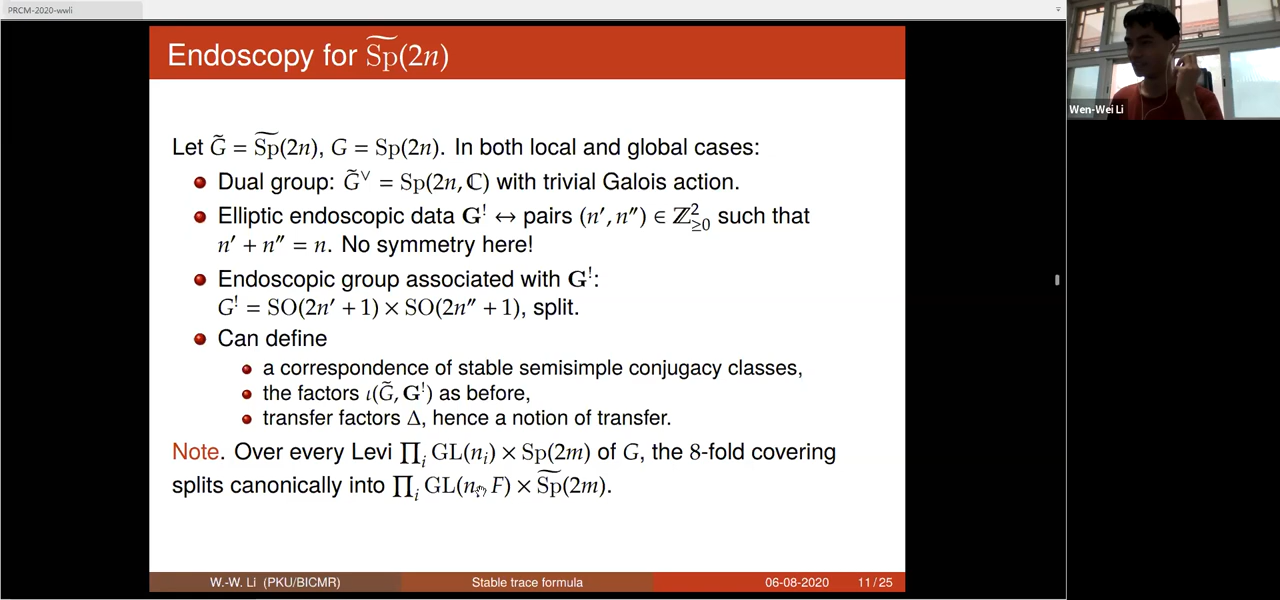 PRCM-2020-wwli
Endoscopy for S͠p(2n)
Let G̃ = S͠p(2n), G = Sp(2n). In both local and global cases:
Dual group: G̃^∨ = Sp(2n, ℂ) with trivial Galois action.
Elliptic endoscopic data 𝐆^! ↔ pairs (n′, n″) ∈ ℤ²_{≥0} such that
n′ + n″ = n. No symmetry here!
Endoscopic group associated with 𝐆^!:
G^! = SO(2n′ + 1) × SO(2n″ + 1), split.
Can define
a correspondence of stable semisimple conjugacy classes,
the factors ι(G̃, 𝐆^!) as before,
transfer factors Δ, hence a notion of transfer.
Note. Over every Levi ∏_i GL(n_i) × Sp(2m) of G, the 8-fold covering
splits canonically into ∏_i GL(n_i, F) × S͠p(2m).
W.-W. Li (PKU/BICMR) Stable trace formula 06-08-2020 11 / 25
Wen-Wei Li